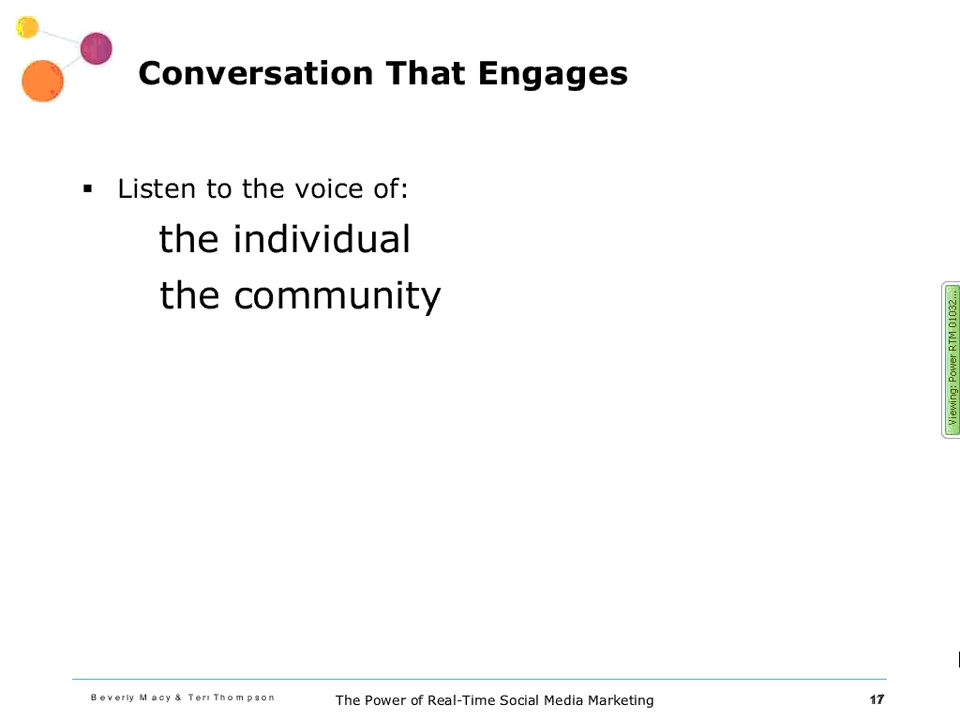 Conversation That Engages
▪ Listen to the voice of:
the individual
the community
Viewing: Power RTM 01032...
Beverly Macy & Teri Thompson
The Power of Real-Time Social Media Marketing
17